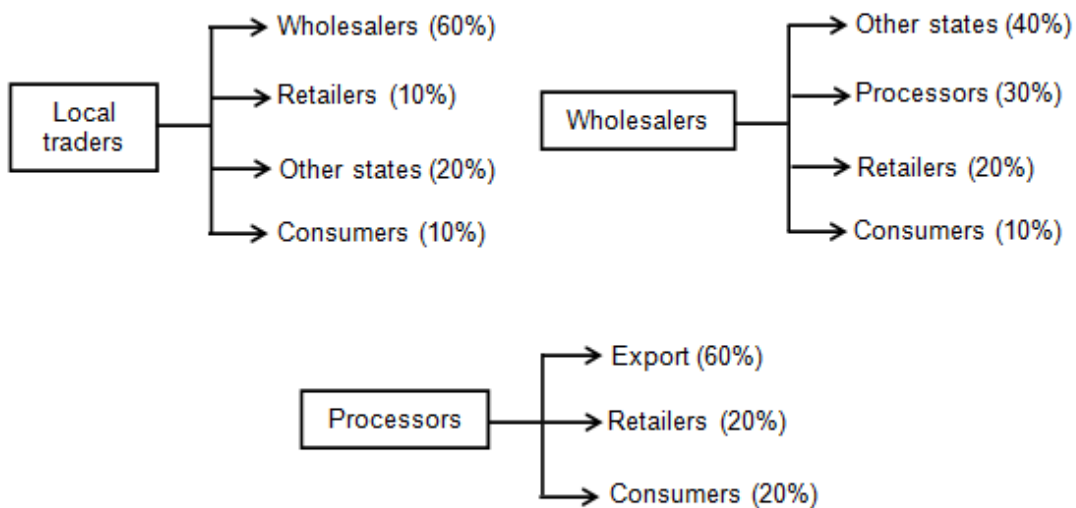 Local
traders
Wholesalers (60%)
Retailers (10%)
Other states (20%)
Consumers (10%)
Wholesalers
Other states (40%)
Processors (30%)
Retailers (20%)
Consumers (10%)
Processors
Export (60%)
Retailers (20%)
Consumers (20%)